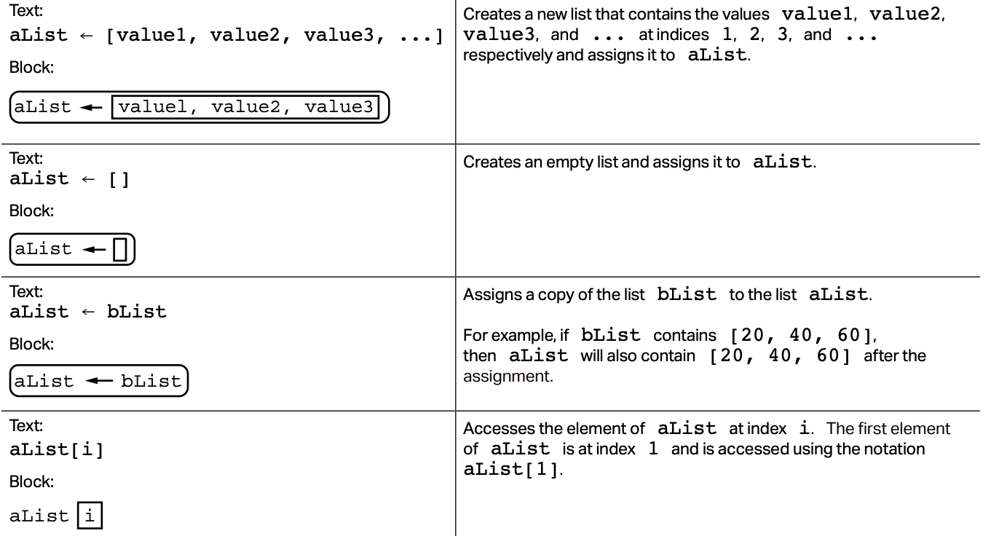 Text:
aList ← [value1, value2, value3, ...]
Block:
aList ← value1, value2, value3
Creates a new list that contains the values value1, value2,
value3, and ... at indices 1, 2, 3, and ...
respectively and assigns it to aList.
Text:
aList ← []
Block:
aList ←
Creates an empty list and assigns it to aList.
Text:
aList ← bList
Block:
aList ← bList
Assigns a copy of the list bList to the list aList.
For example, if bList contains [20, 40, 60],
then aList will also contain [20, 40, 60] after the
assignment.
Text:
aList[i]
Block:
aList i
Accesses the element of aList at index i. The first element
of aList is at index 1 and is accessed using the notation
aList[1].